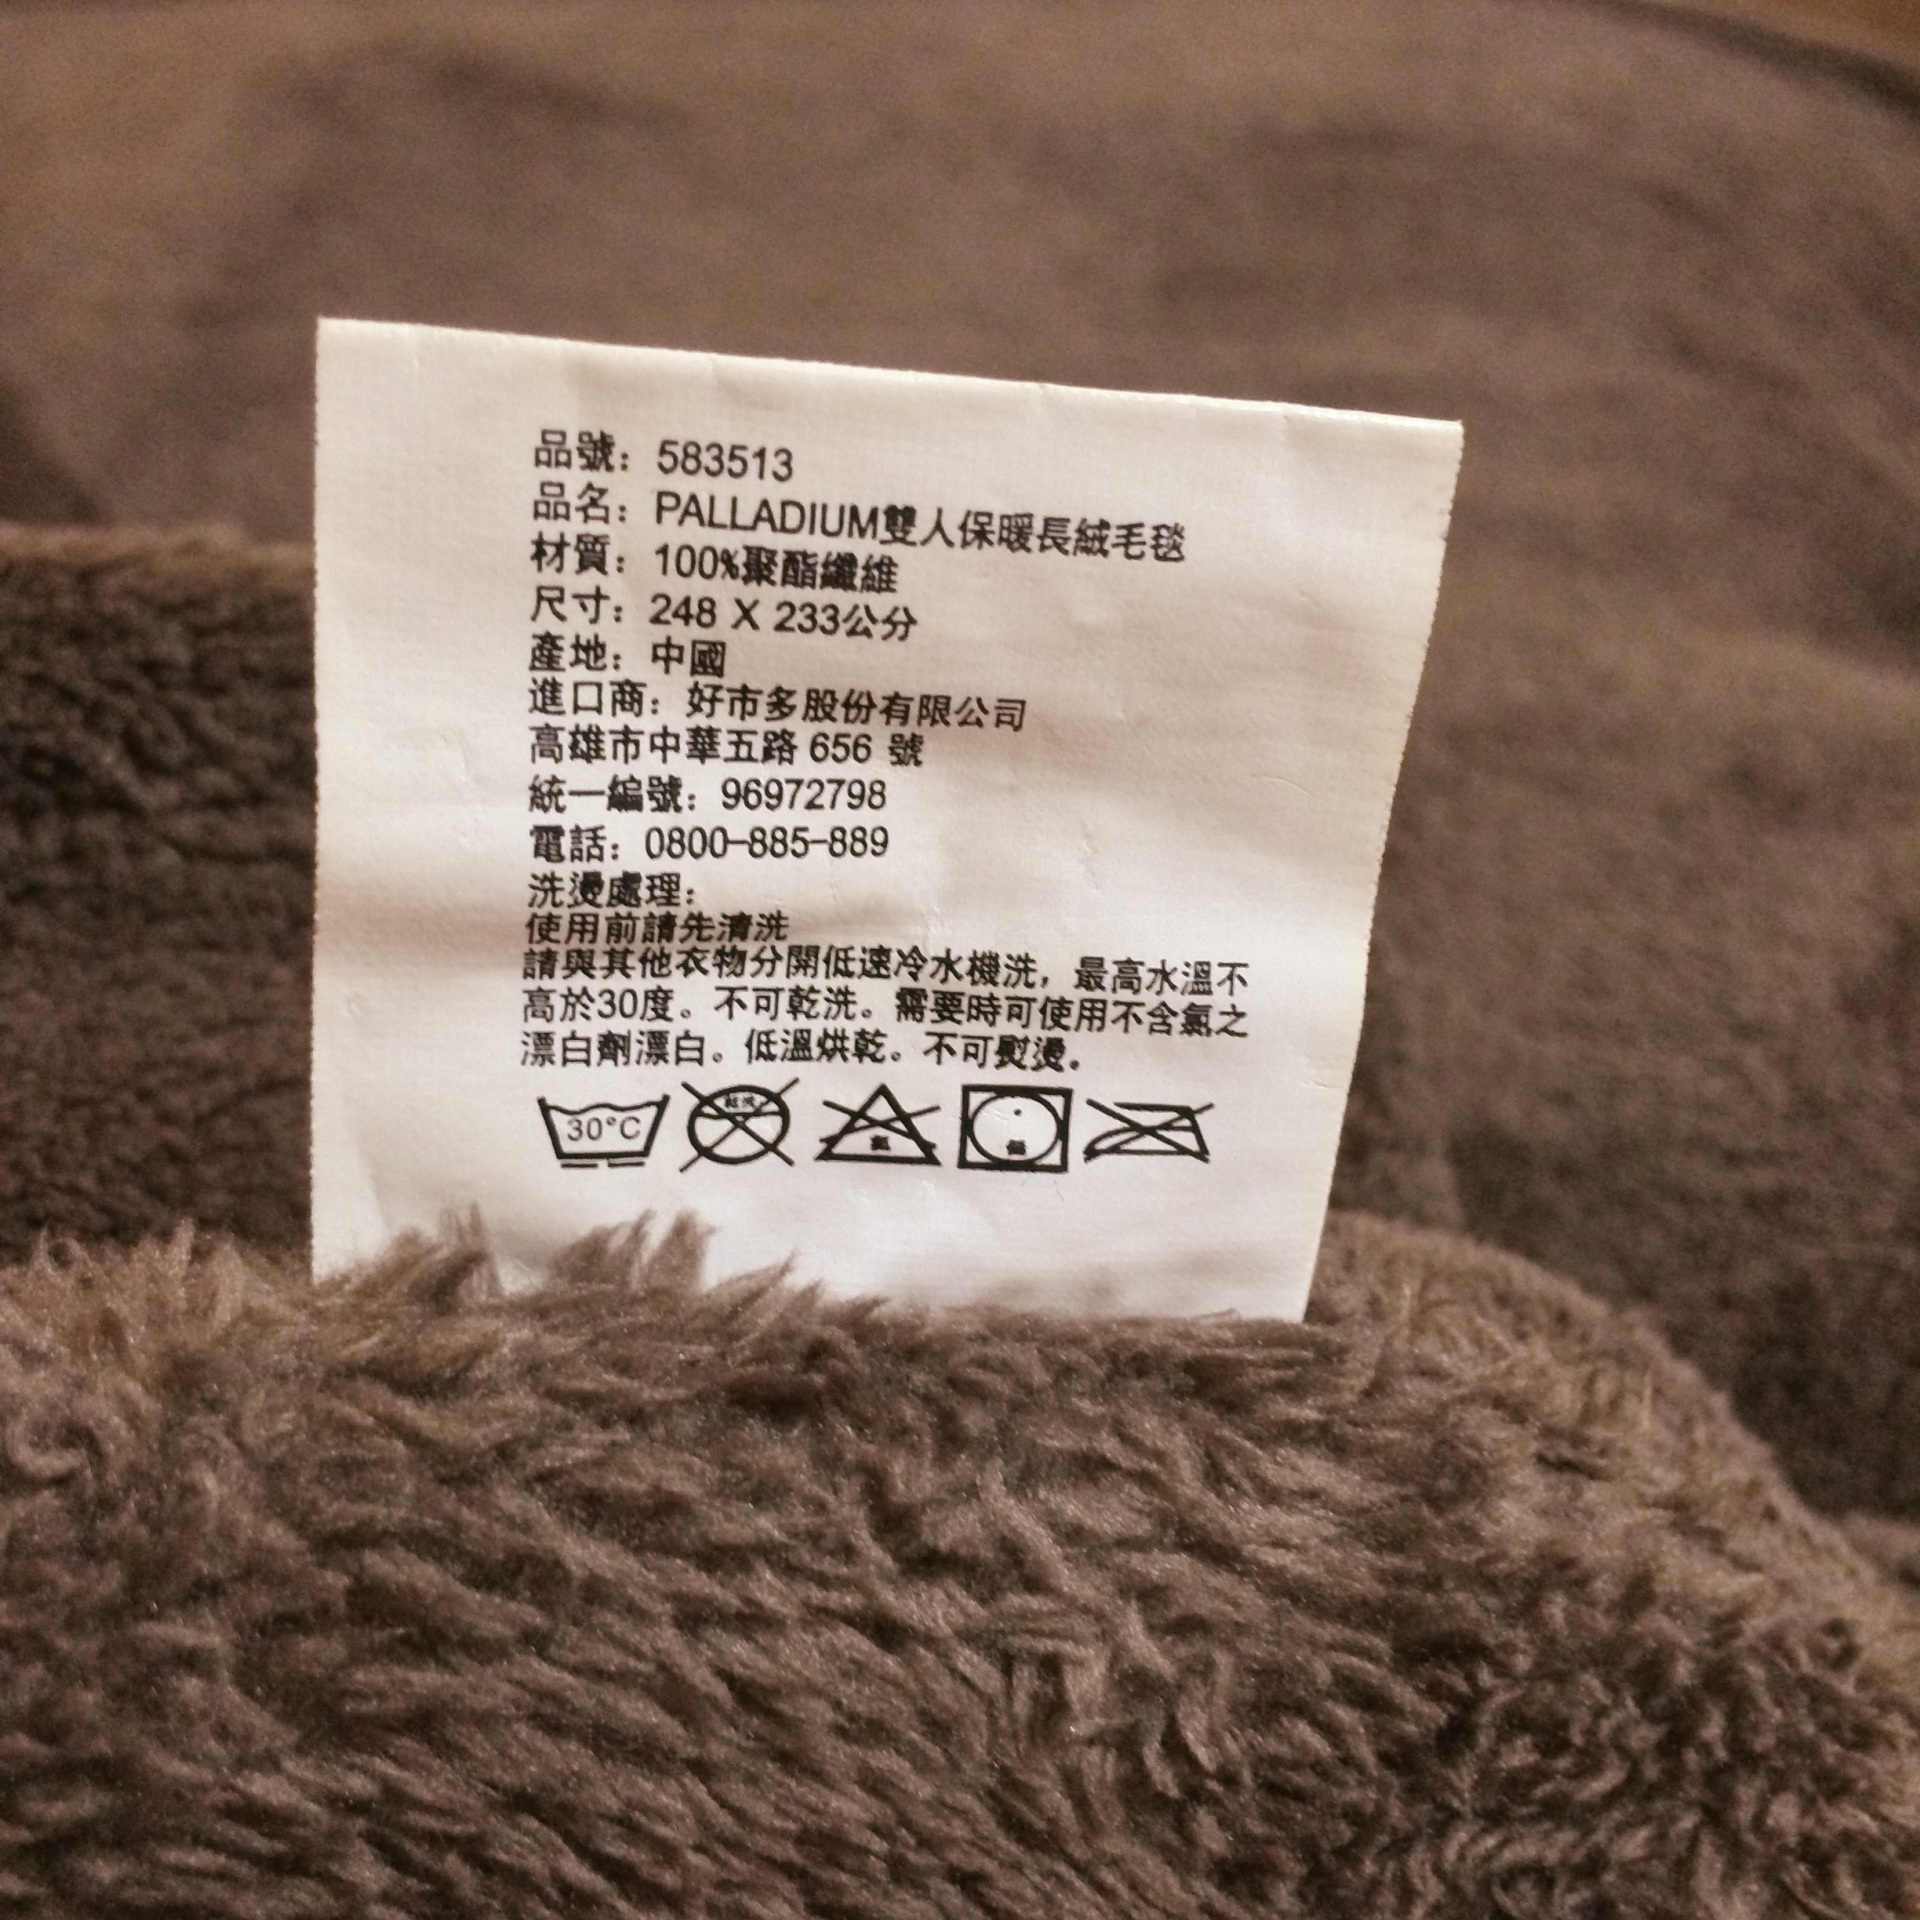 品號：583513
品名：PALLADIUM雙人保暖長絨毛毯
材質：100%聚酯纖維
尺寸：248 X 233公分
產地：中國
進口商：好市多股份有限公司
高雄市中華五路 656 號
統一編號：96972798
電話：0800-885-889
洗燙處理：
使用前請先清洗
請與其他衣物分開低速冷水機洗，最高水溫不
高於30度。不可乾洗。需要時可使用不含氯之
漂白劑漂白。低溫烘乾。不可熨燙。
30°C 乾洗 氯 低